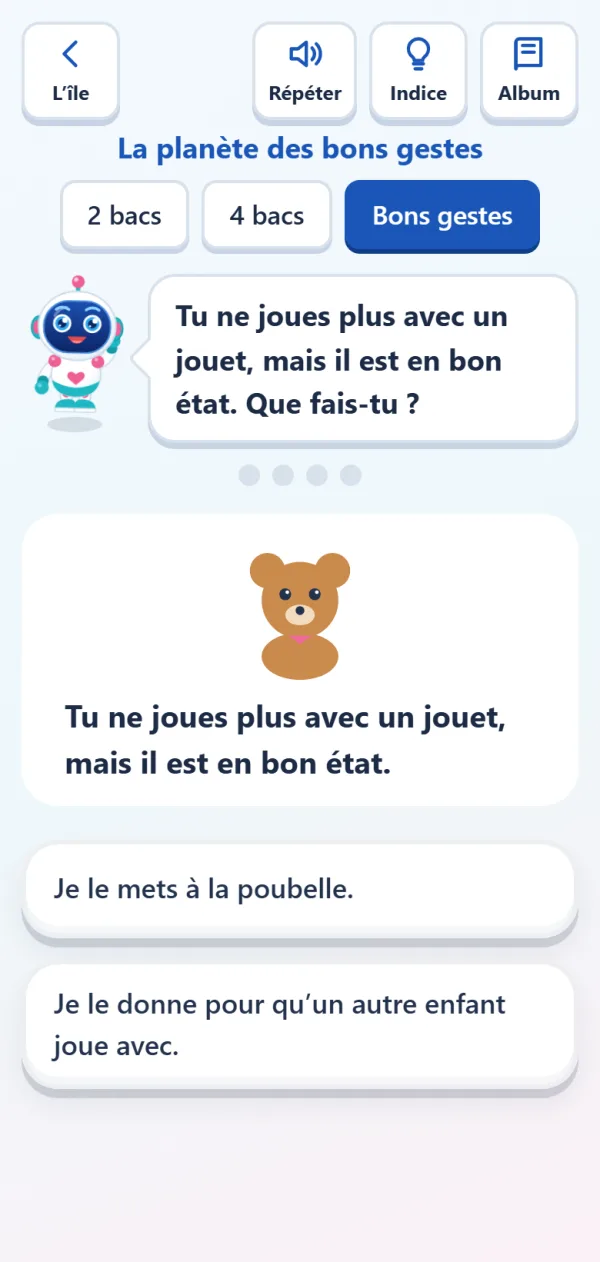 L’île
Répéter
Indice
Album
La planète des bons gestes
2 bacs
4 bacs
Bons gestes
Tu ne joues plus avec un
jouet, mais il est en bon
état. Que fais-tu ?
Tu ne joues plus avec un jouet,
mais il est en bon état.
Je le mets à la poubelle.
Je le donne pour qu’un autre enfant
joue avec.